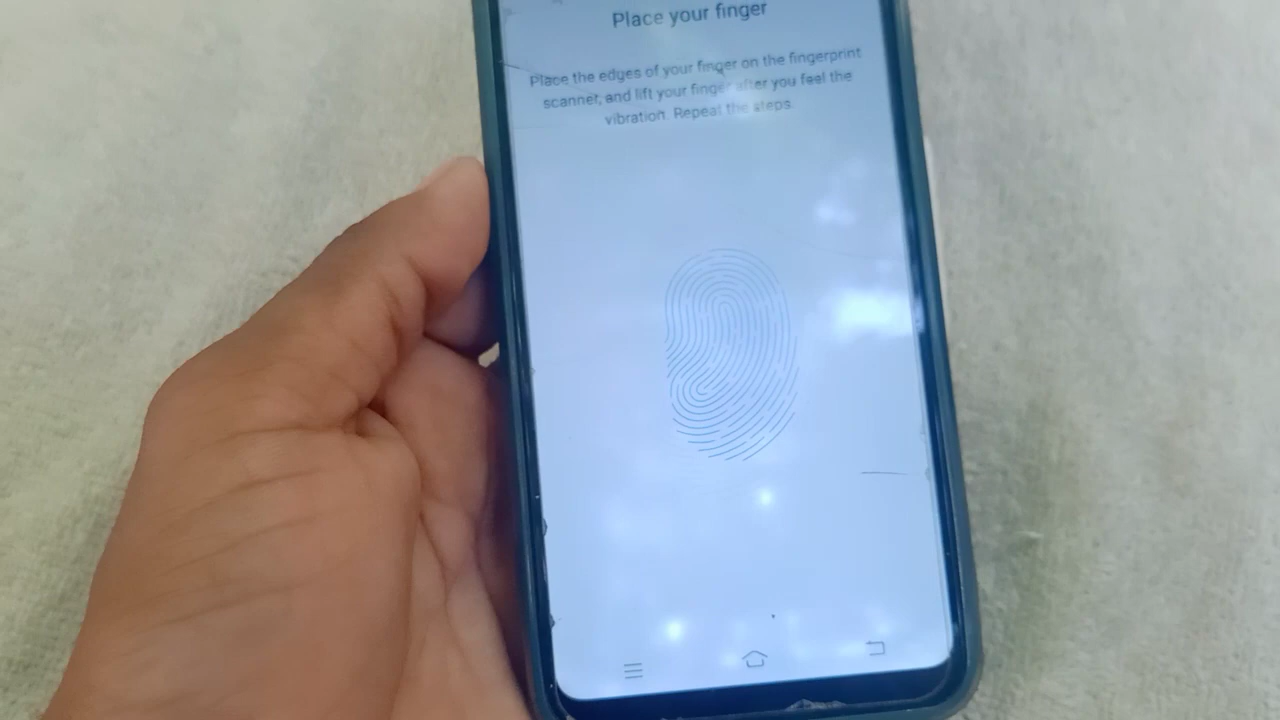 Place your finger
Place the edges of your finger on the fingerprint
scanner, and lift your finger after you feel the
vibration. Repeat the steps.